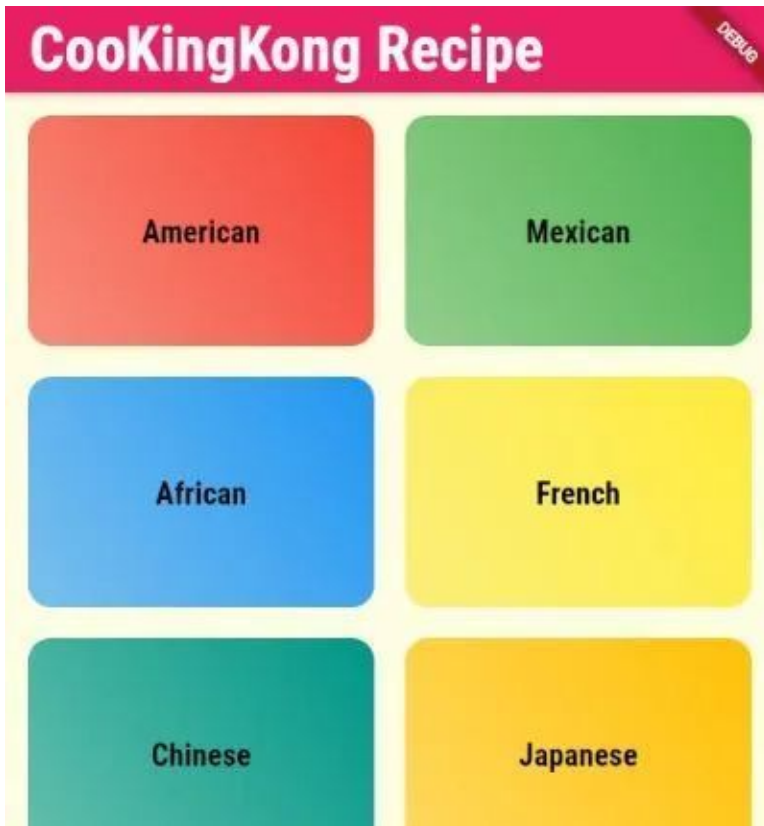 CooKingKong Recipe
DEBUG
American
Mexican
African
French
Chinese
Japanese